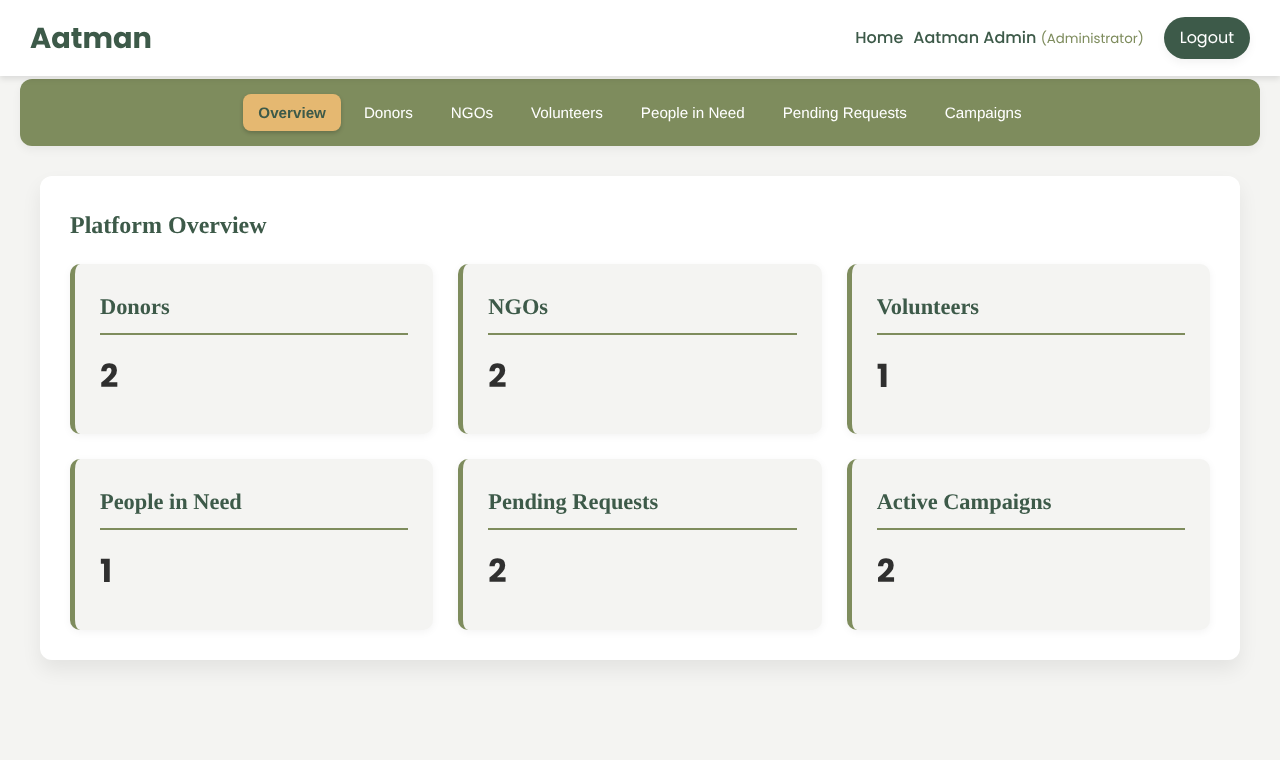 Aatman
Home Aatman Admin (Administrator) Logout
Overview Donors NGOs Volunteers People in Need Pending Requests Campaigns
Platform Overview
Donors
2
NGOs
2
Volunteers
1
People in Need
1
Pending Requests
2
Active Campaigns
2